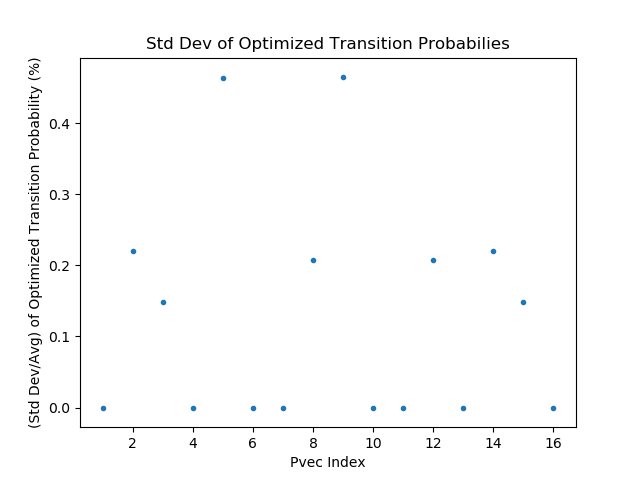 Std Dev of Optimized Transition Probabilies
(Std Dev/Avg) of Optimized Transition Probability (%)
0.4
0.3
0.2
0.1
0.0
2 4 6 8 10 12 14 16
Pvec Index